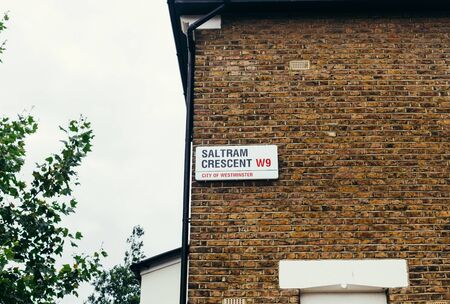 SALTRAM
CRESCENT W9
CITY OF WESTMINSTER